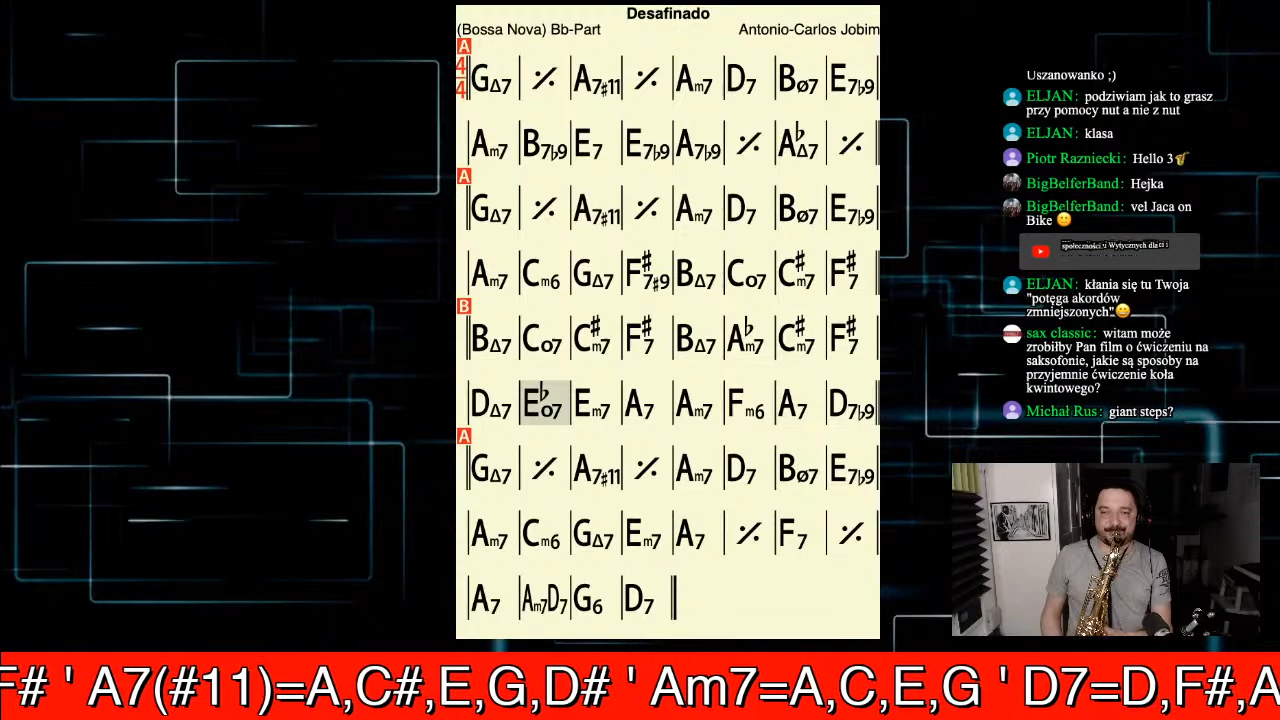 Desafinado
(Bossa Nova) Bb-Part Antonio-Carlos Jobim
A
4/4 GΔ7 | ٪ | A7#11 | ٪ | Am7 | D7 | Bø7 | E7b9
Am7 | B7b9 | E7 | E7b9 | A7b9 | ٪ | AbΔ7 | ٪
A
GΔ7 | ٪ | A7#11 | ٪ | Am7 | D7 | Bø7 | E7b9
Am7 | Cm6 | GΔ7 | F#7#9 | BΔ7 | Co7 | C#m7 | F#7
B
BΔ7 | Co7 | C#m7 | F#7 | BΔ7 | Abm7 | C#m7 | F#7
DΔ7 | Ebo7 | Em7 | A7 | Am7 | Fm6 | A7 | D7b9
A
GΔ7 | ٪ | A7#11 | ٪ | Am7 | D7 | Bø7 | E7b9
Am7 | Cm6 | GΔ7 | Em7 | A7 | ٪ | F7 | ٪
A7 | Am7 D7 | G6 | D7
Uszanowanko ;)
ELJAN: podziwiam jak to grasz
przy pomocy nut a nie z nut
ELJAN: klasa
Piotr Razniecki: Hello 3🎷
BigBelferBand: Hejka
BigBelferBand: vel Jaca on
Bike 🙂
społeczności i Wytycznych dla
ELJAN: kłania się tu Twoja
"potęga akordów
zmniejszonych"😀
sax classic: witam może
zrobiłby Pan film o ćwiczeniu na
saksofonie, jakie są sposóby na
przyjemnie ćwiczenie koła
kwintowego?
Michał Rus: giant steps?
F# ' A7(#11)=A,C#,E,G,D# ' Am7=A,C,E,G ' D7=D,F#,A